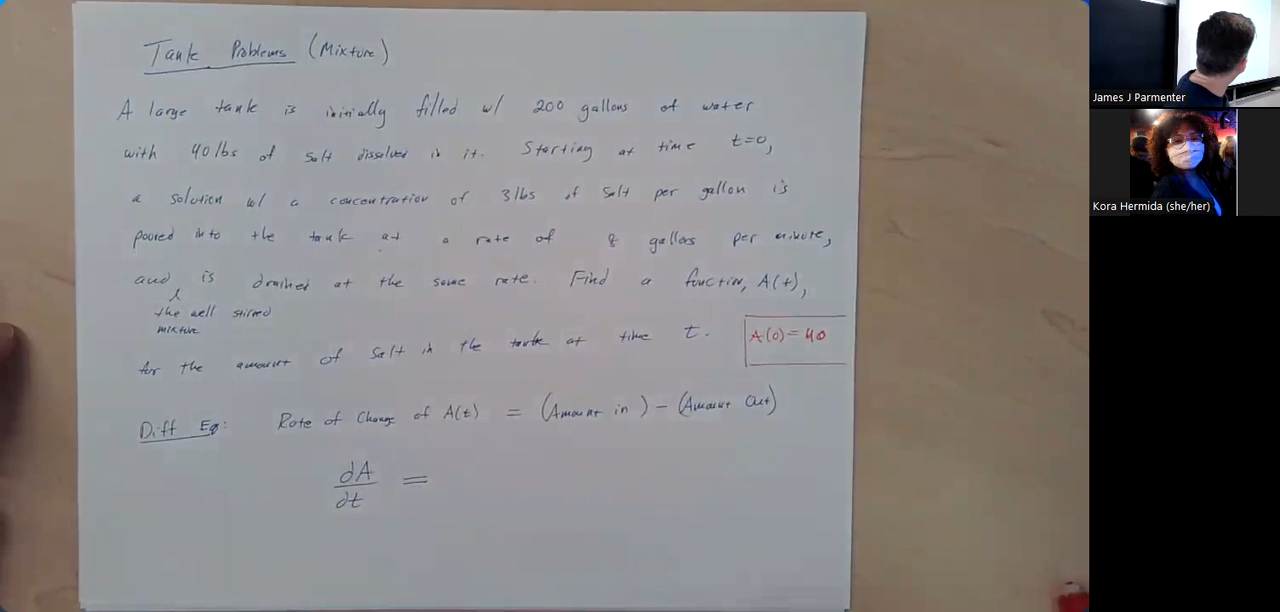 Tank Problems (Mixture)
A large tank is initially filled w/ 200 gallons of water
with 40 lbs of salt dissolved in it. Starting at time t=0,
a solution w/ a concentration of 3 lbs of salt per gallon is
poured into the tank at a rate of 8 gallons per minute,
and is drained at the same rate. Find a function, A(t),
the well stirred
mixture
for the amount of salt in the tank at time t.
A(0) = 40
Diff Eq: Rate of Change of A(t) = (Amount in) - (Amount Out)
dA/dt =
James J Parmenter
Kora Hermida (she/her)